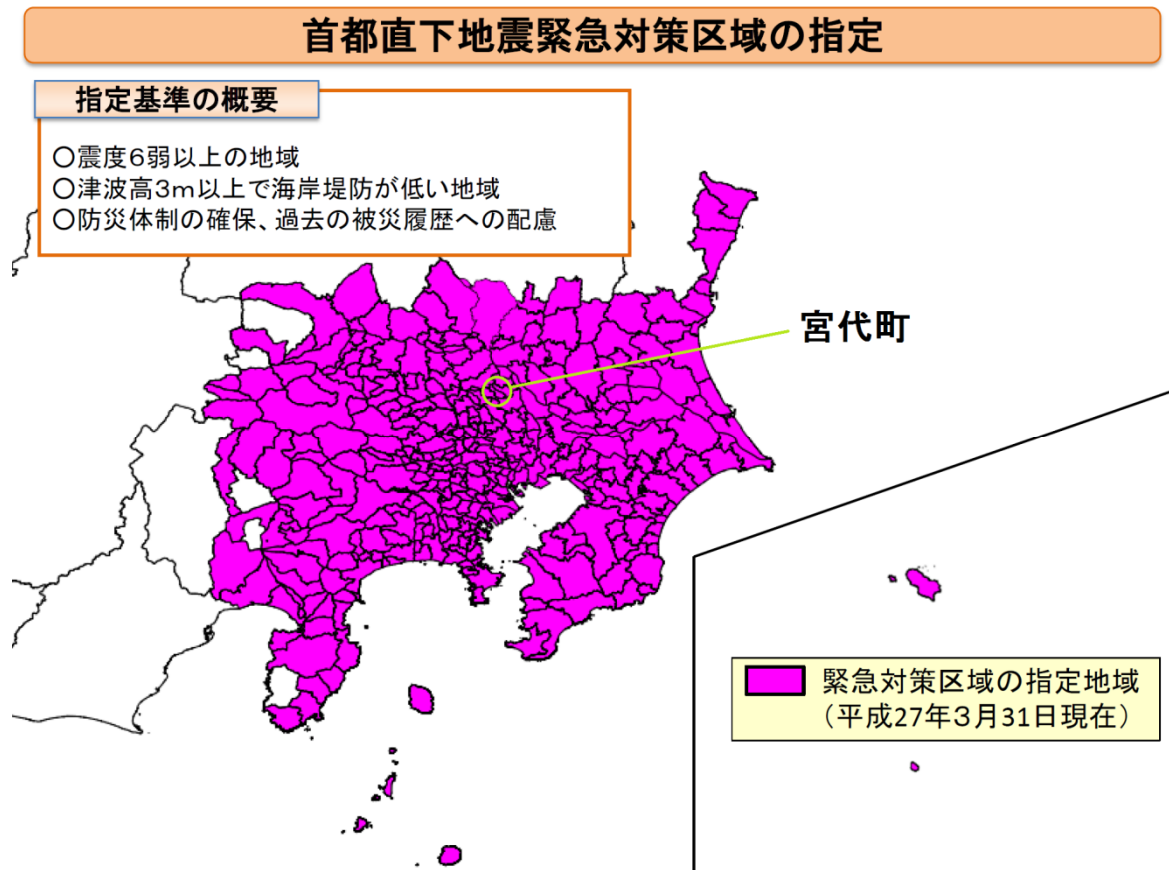 首都直下地震緊急対策区域の指定
指定基準の概要
○震度6弱以上の地域
○津波高3m以上で海岸堤防が低い地域
○防災体制の確保、過去の被災履歴への配慮
宮代町
緊急対策区域の指定地域
（平成27年3月31日現在）